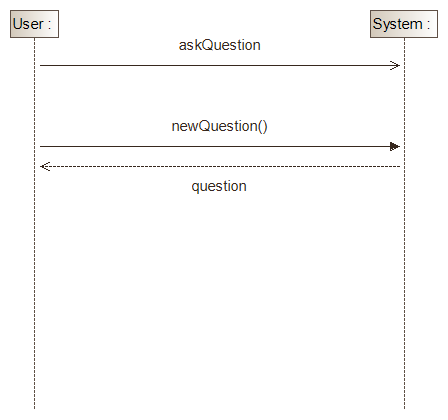 User :
System :
askQuestion
newQuestion()
question